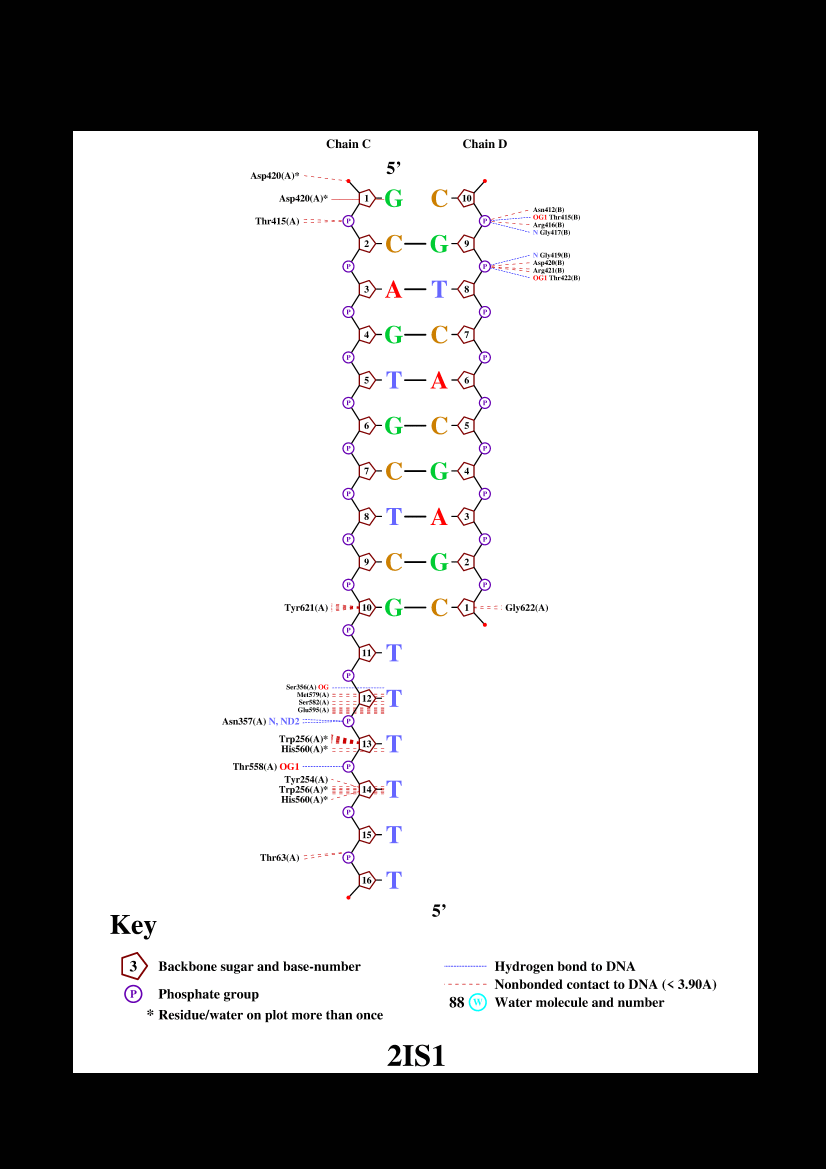 Chain C Chain D
5’
Asp420(A)*
Asp420(A)* 1 G C 10
Asn412(B)
OG1 Thr415(B)
Thr415(A) P P
Arg416(B)
N Gly417(B)
2 C G 9
N Gly419(B)
Asp420(B)
P P
Arg421(B)
OG1 Thr422(B)
3 A T 8
P P
4 G C 7
P P
5 T A 6
P P
6 G C 5
P P
7 C G 4
P P
8 T A 3
P P
9 C G 2
P P
Tyr621(A) 10 G C 1 Gly622(A)
P
11 T
P
Ser356(A) OG
Met579(A)
12 T
Ser582(A)
Glu595(A)
Asn357(A) N, ND2 P
Trp256(A)*
13 T
His560(A)*
Thr558(A) OG1 P
Tyr254(A)
Trp256(A)* 14 T
His560(A)*
P
15 T
Thr63(A) P
16 T
5’
Key
3 Backbone sugar and base-number
Hydrogen bond to DNA
Nonbonded contact to DNA (< 3.90A)
P Phosphate group
88 W Water molecule and number
* Residue/water on plot more than once
2IS1